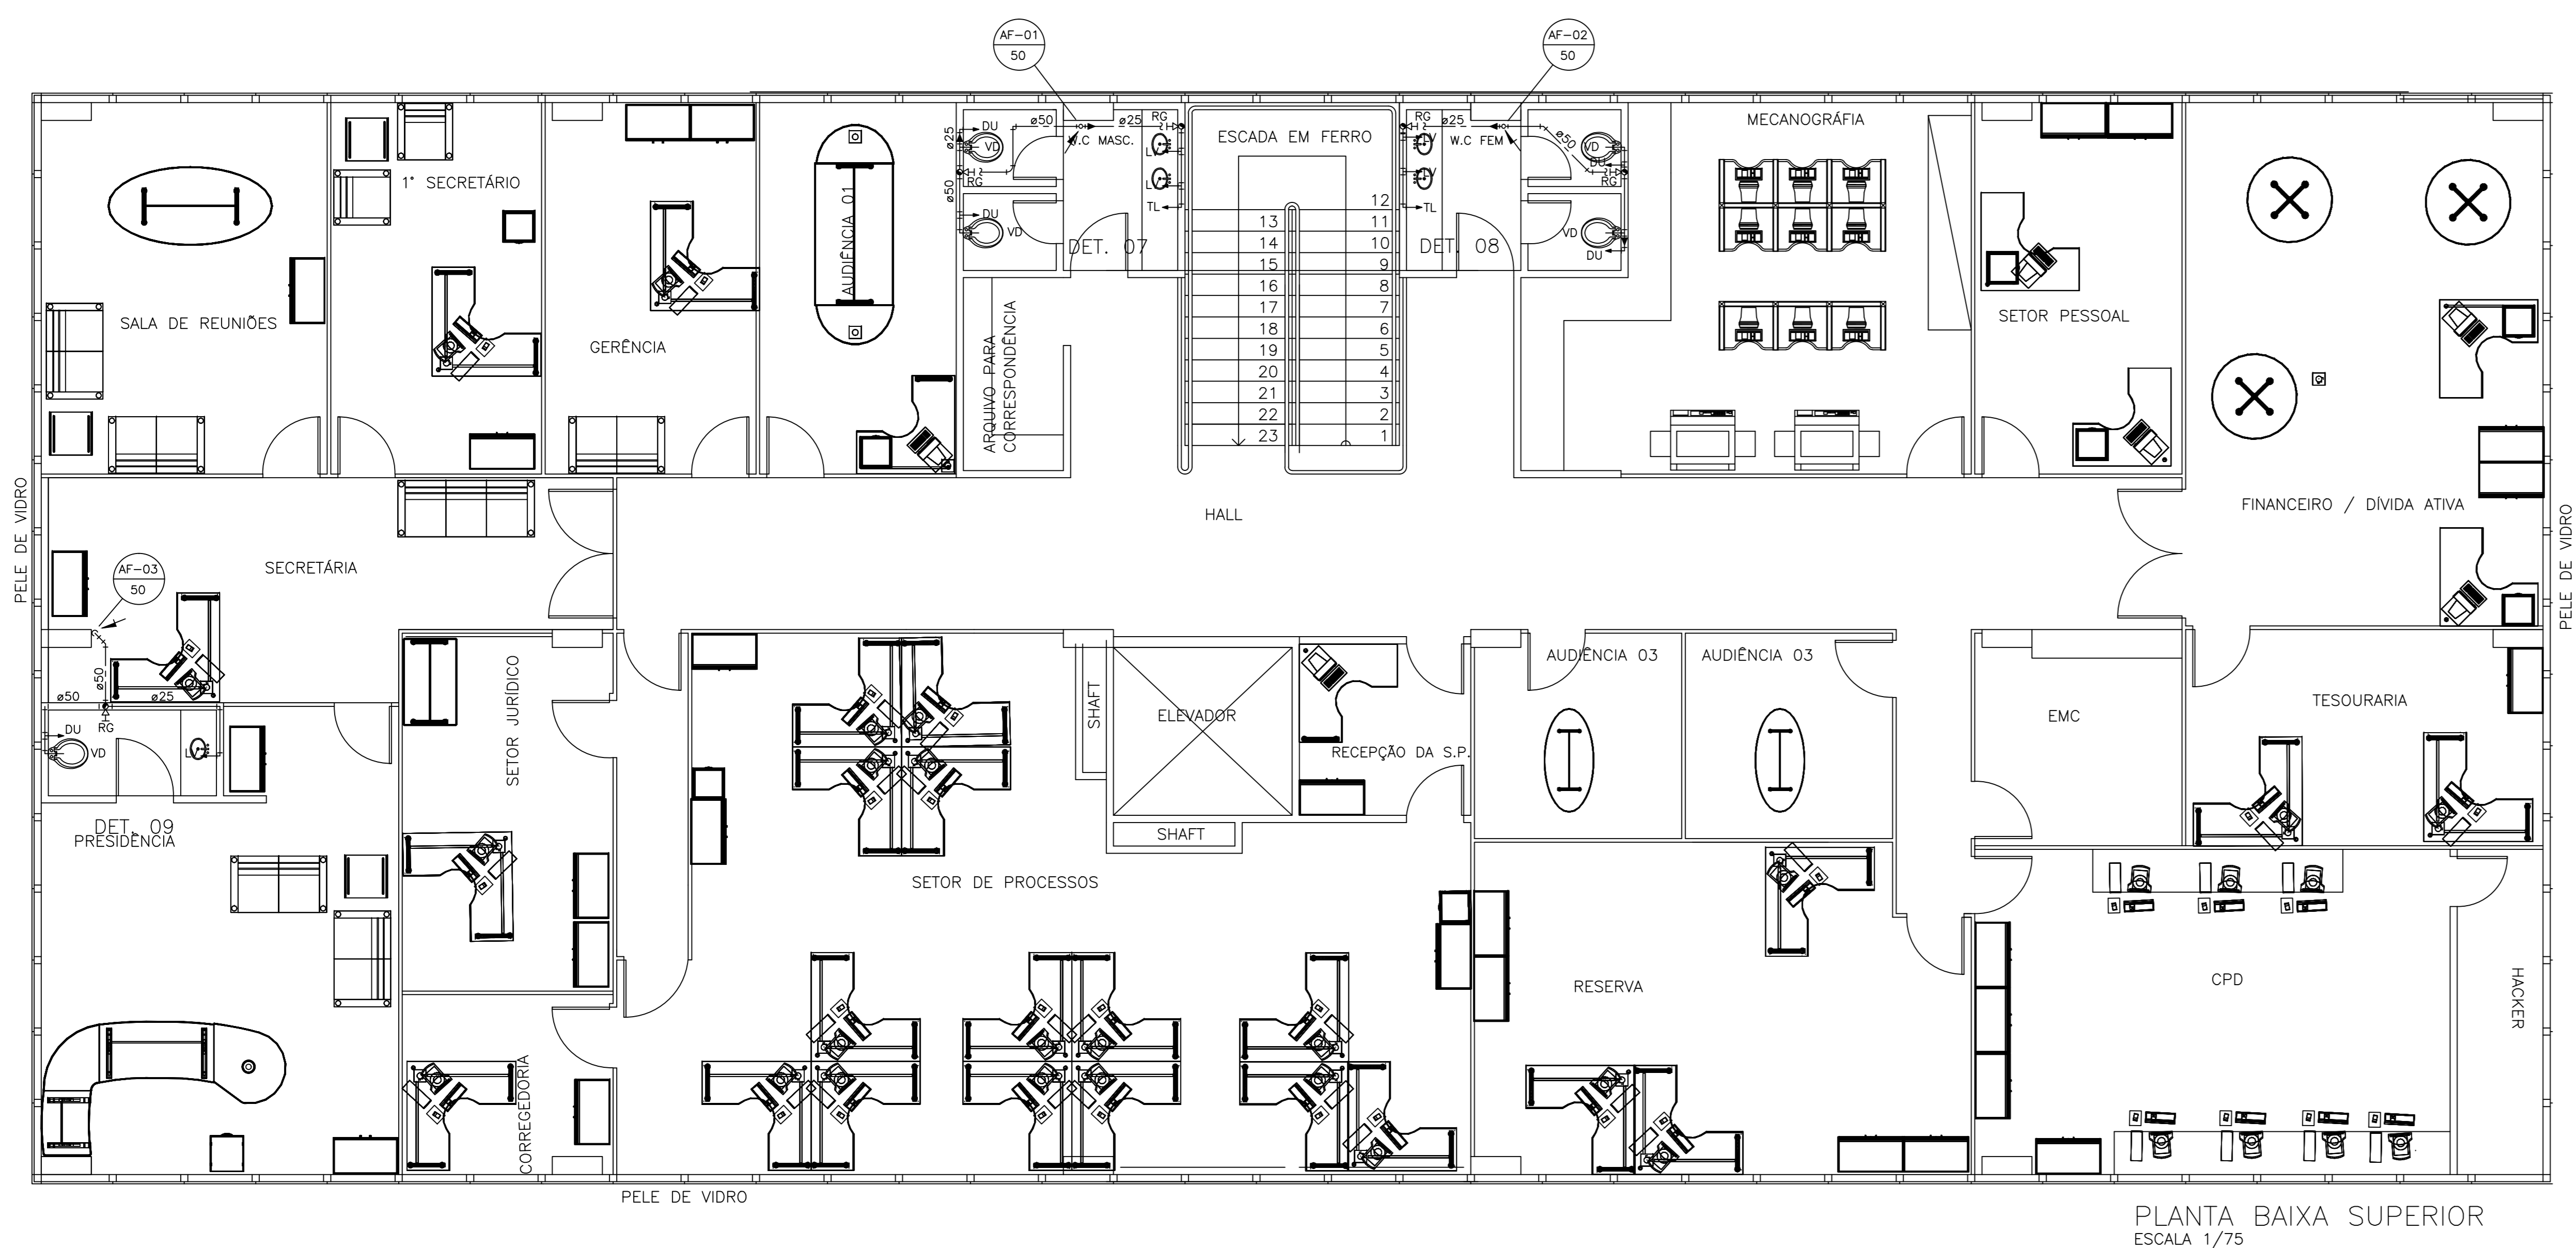 AF-01
50
AF-02
50
ø50
ø25
RG
DU
VD
ø25
W.C MASC.
LV
RG
ø50
LV
TL
DU
VD
DET. 07
ESCADA EM FERRO
12
13
11
14
10
15
9
16
8
17
7
18
6
19
5
20
4
21
3
22
2
23
1
RG
ø25
LV
W.C FEM
LV
TL
ø50
VD
DU
RG
VD
DU
DET. 08
MECANOGRÁFIA
1° SECRETÁRIO
SALA DE REUNIÕES
GERÊNCIA
AUDIÊNCIA 01
ARQUIVO PARA
CORRESPONDÊNCIA
SETOR PESSOAL
FINANCEIRO / DÍVIDA ATIVA
PELE DE VIDRO
HALL
PELE DE VIDRO
SECRETÁRIA
AF-03
50
ø50
ø50
ø25
RG
DU
VD
LV
DET. 09
PRESIDÊNCIA
SETOR JURÍDICO
SHAFT
ELEVADOR
RECEPÇÃO DA S.P.
SHAFT
AUDIÊNCIA 03
AUDIÊNCIA 03
EMC
TESOURARIA
SETOR DE PROCESSOS
RESERVA
CPD
HACKER
CORREGEDORIA
PELE DE VIDRO
PLANTA BAIXA SUPERIOR
ESCALA 1/75